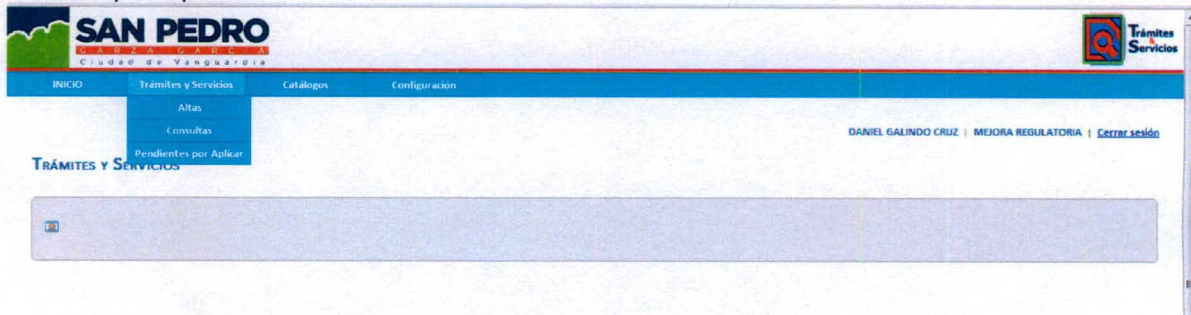 SAN PEDRO
GARZA GARCIA
Ciudad de Vanguardia
Trámites
&
Servicios
INICIO Trámites y Servicios Catálogos Configuración
Altas
Consultas
Pendientes por Aplicar
DANIEL GALINDO CRUZ | MEJORA REGULATORIA | Cerrar sesión
TRÁMITES Y SERVICIOS